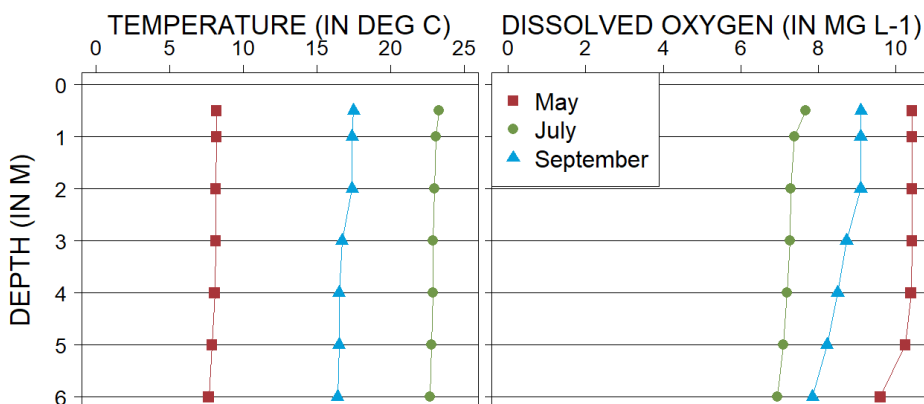 TEMPERATURE (IN DEG C)
0 5 10 15 20 25
DISSOLVED OXYGEN (IN MG L-1)
0 2 4 6 8 10
DEPTH (IN M)
0
1
2
3
4
5
6
May
July
September